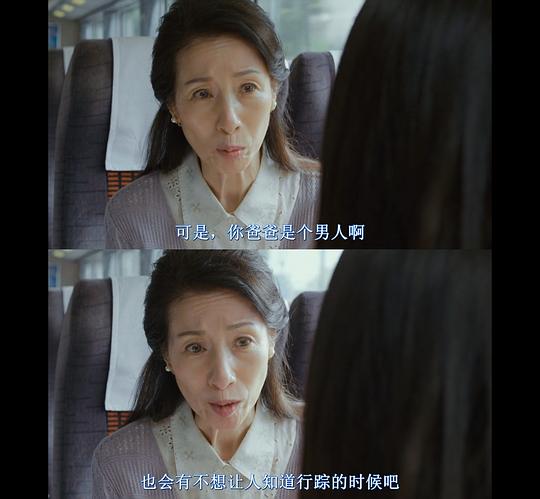 可是，你爸爸是个男人啊
也会有不想让人知道行踪的时候吧